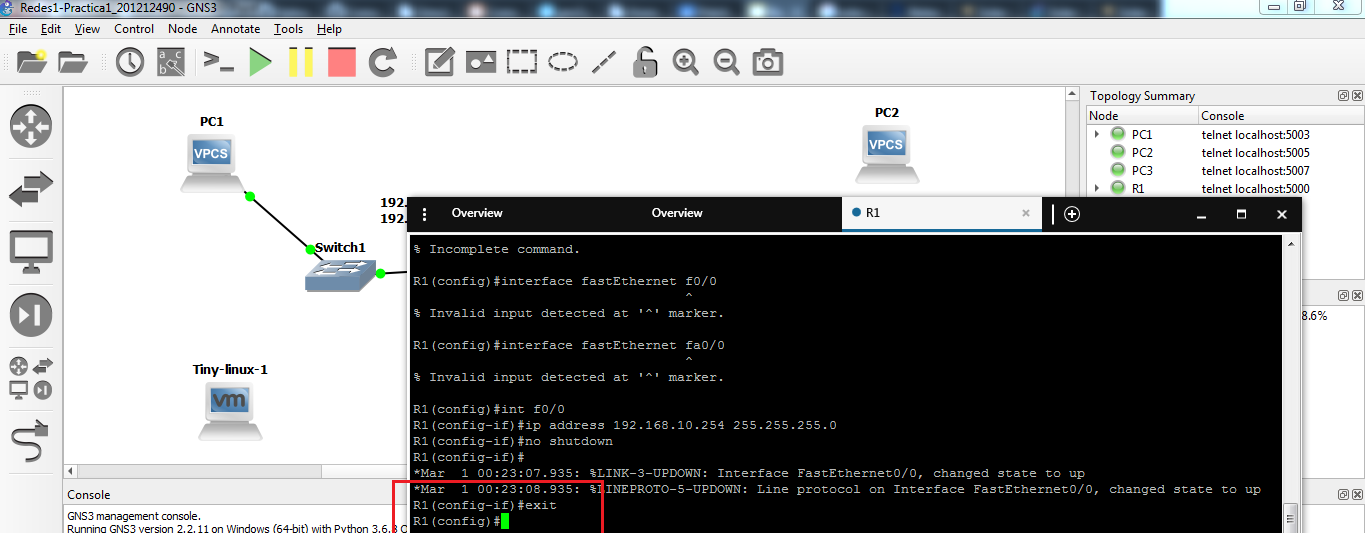 Redes1-Practica1_201212490 - GNS3
File Edit View Control Node Annotate Tools Help
PC1
VPCS
PC2
VPCS
192.
192.
Switch1
Tiny-linux-1
vm
Topology Summary
Node Console
PC1 telnet localhost:5003
PC2 telnet localhost:5005
PC3 telnet localhost:5007
R1 telnet localhost:5000
8.6%
Overview Overview R1
% Incomplete command.
R1(config)#interface fastEthernet f0/0
^
% Invalid input detected at '^' marker.
R1(config)#interface fastEthernet fa0/0
^
% Invalid input detected at '^' marker.
R1(config)#int f0/0
R1(config-if)#ip address 192.168.10.254 255.255.255.0
R1(config-if)#no shutdown
R1(config-if)#
*Mar  1 00:23:07.935: %LINK-3-UPDOWN: Interface FastEthernet0/0, changed state to up
*Mar  1 00:23:08.935: %LINEPROTO-5-UPDOWN: Line protocol on Interface FastEthernet0/0, changed state to up
R1(config-if)#exit
R1(config)#
Console
GNS3 management console.
Running GNS3 version 2.2.11 on Windows (64-bit) with Python 3.6.8